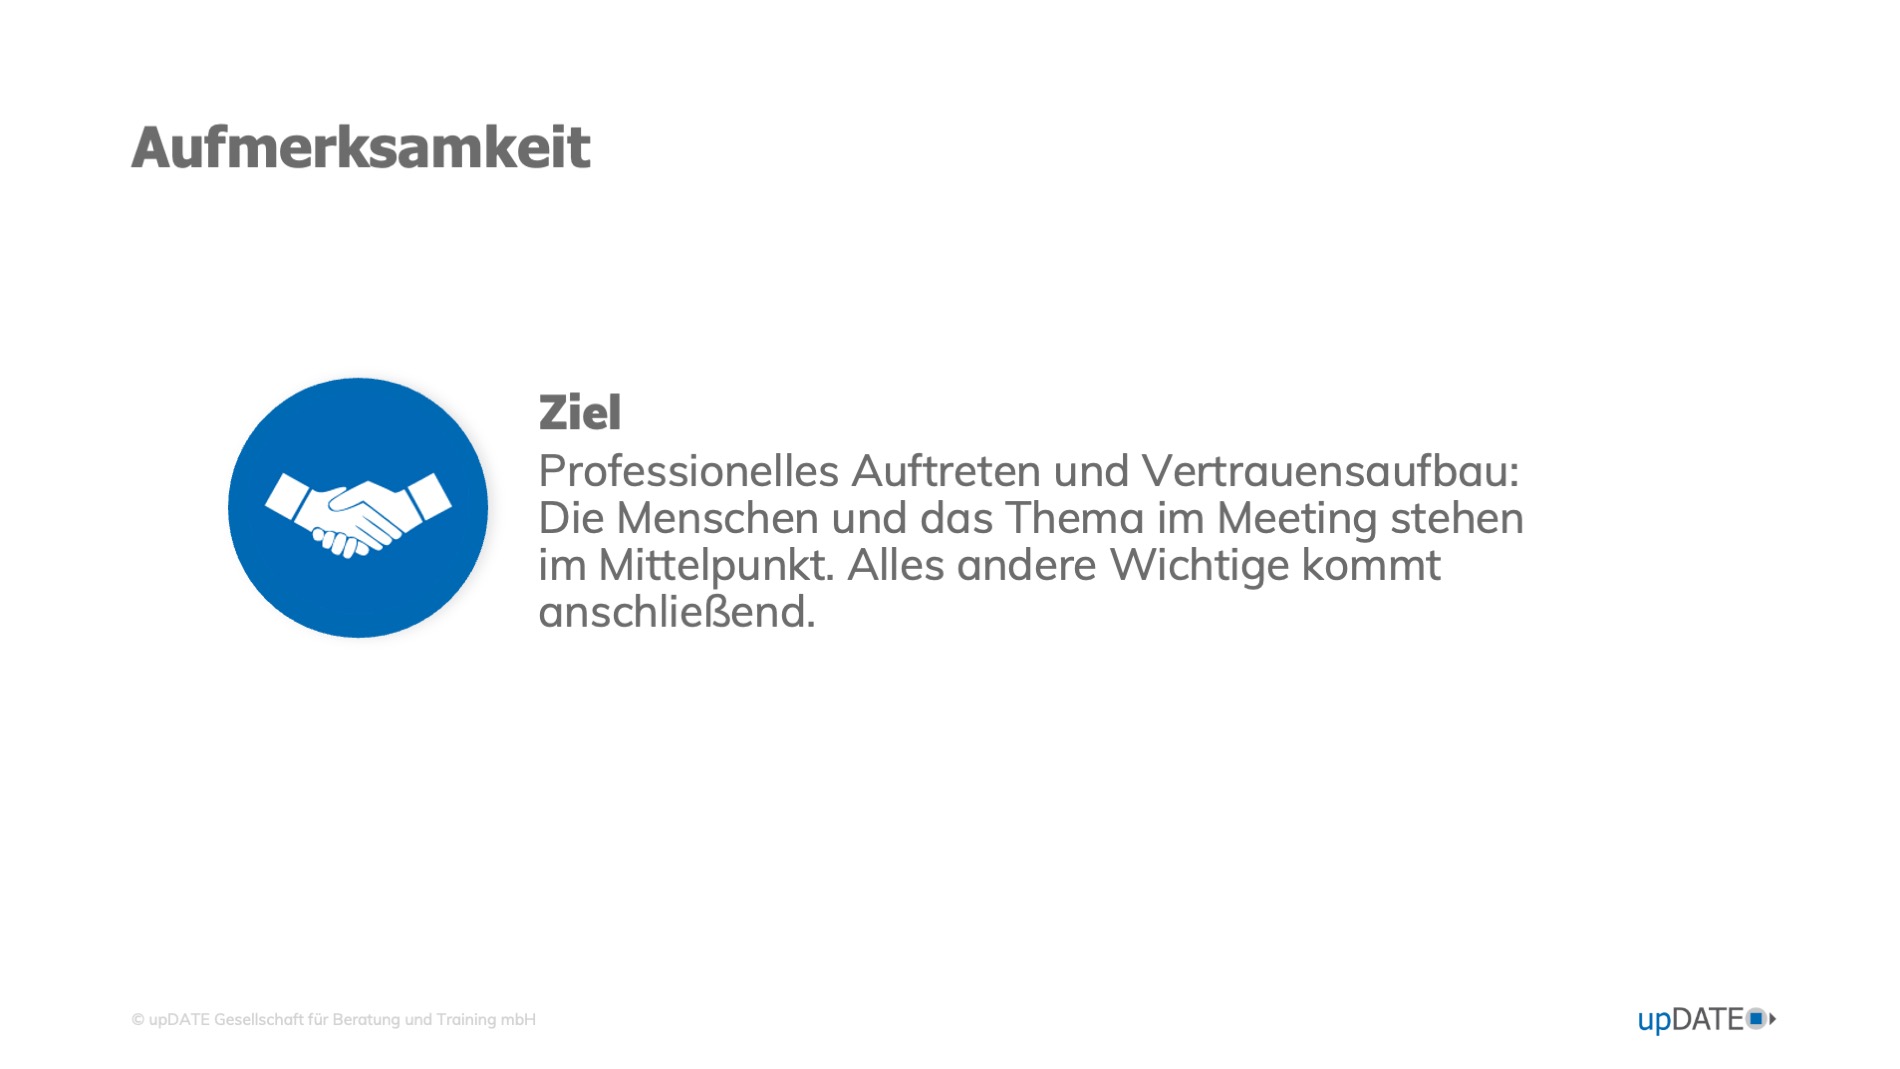 Aufmerksamkeit
Ziel
Professionelles Auftreten und Vertrauensaufbau:
Die Menschen und das Thema im Meeting stehen
im Mittelpunkt. Alles andere Wichtige kommt
anschließend.
© upDATE Gesellschaft für Beratung und Training mbH
upDATE